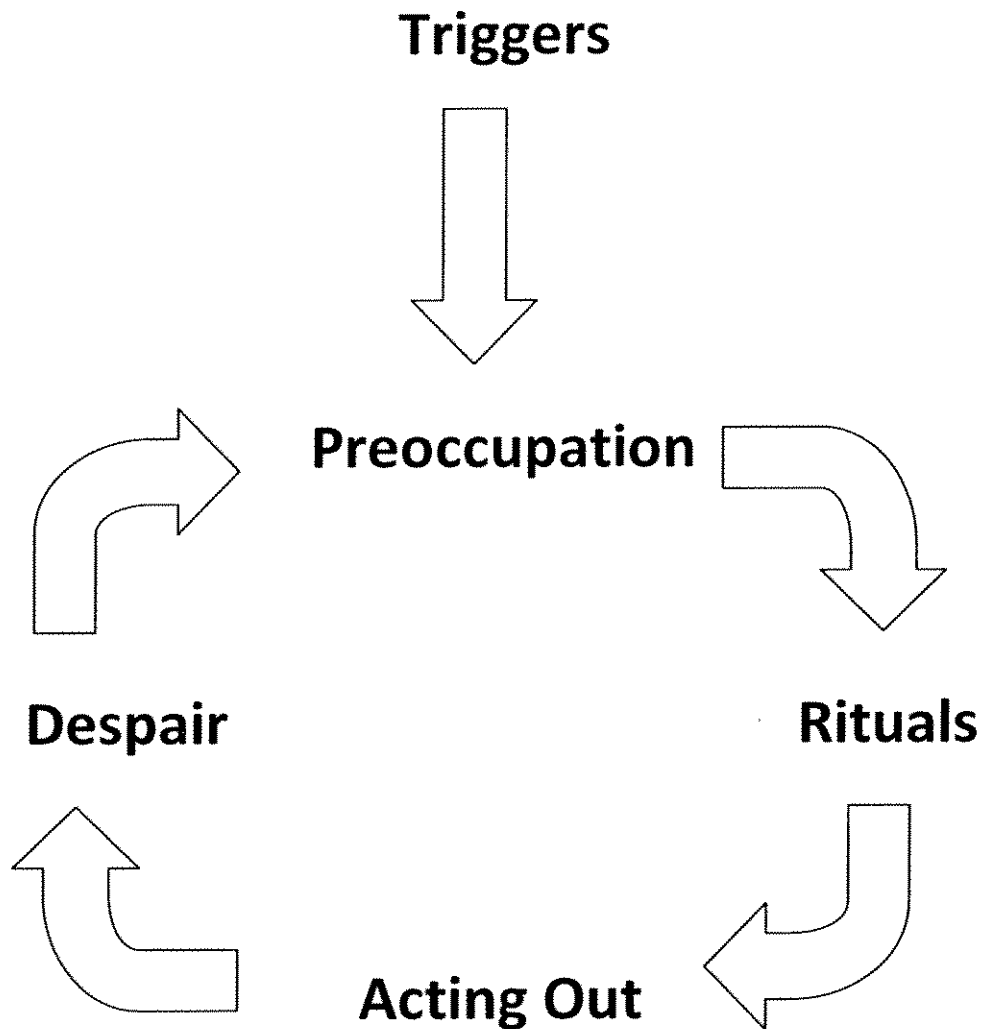 Triggers
Preoccupation
Despair
Rituals
Acting Out